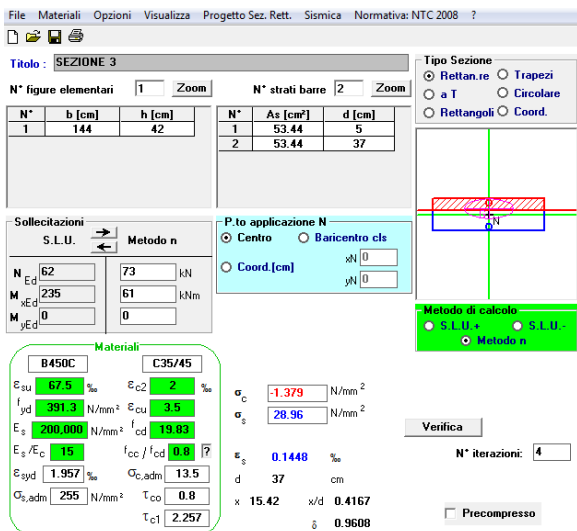 File Materiali Opzioni Visualizza Progetto Sez. Rett. Sismica Normativa: NTC 2008 ?
Titolo : SEZIONE 3
N° figure elementari 1 Zoom N° strati barre 2 Zoom
N° b [cm] h [cm]
1 144 42
N° As [cm²] d [cm]
1 53.44 5
2 53.44 37
Tipo Sezione
Rettan.re Trapezi
a T Circolare
Rettangoli Coord.
N
Sollecitazioni
S.L.U. Metodo n
N Ed 62 73 kN
M xEd 235 61 kNm
M yEd 0 0
P.to applicazione N
Centro Baricentro cls
Coord.[cm] xN 0
yN 0
Metodo di calcolo
S.L.U.+ S.L.U.-
Metodo n
Materiali
B450C C35/45
εsu 67.5 ‰ εc2 2 ‰
fyd 391.3 N/mm² εcu 3.5
Es 200,000 N/mm² fcd 19.83
Es/Ec 15 fcc/fcd 0.8 ?
εsyd 1.957 ‰ σc,adm 13.5
σs,adm 255 N/mm² τco 0.8
τc1 2.257
σc -1.379 N/mm²
σs 28.96 N/mm²
εs 0.1448 ‰
d 37 cm
x 15.42 x/d 0.4167
δ 0.9608
Verifica
N° iterazioni: 4
Precompresso